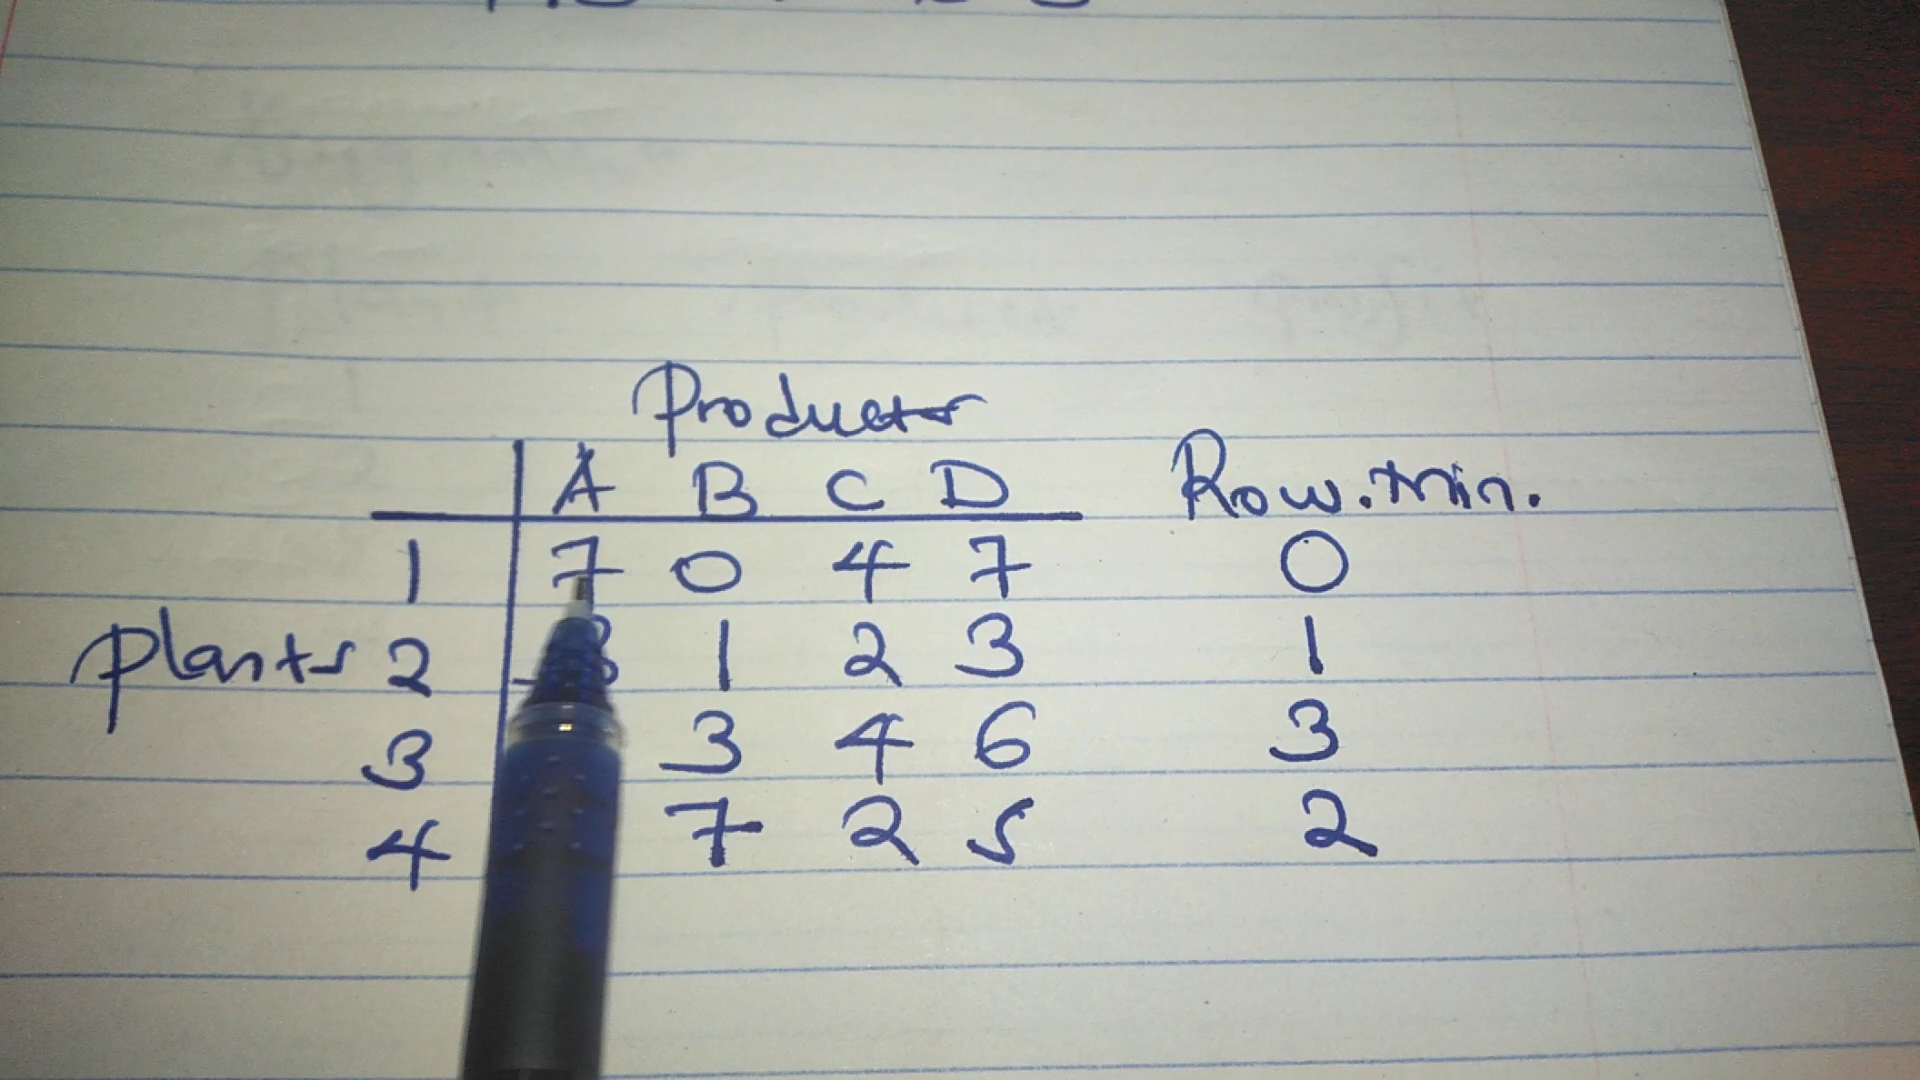 Products
A B C D Row.Min.
1 7 0 4 7 0
Plants 2 3 1 2 3 1
3 3 4 6 3
4 7 2 5 2